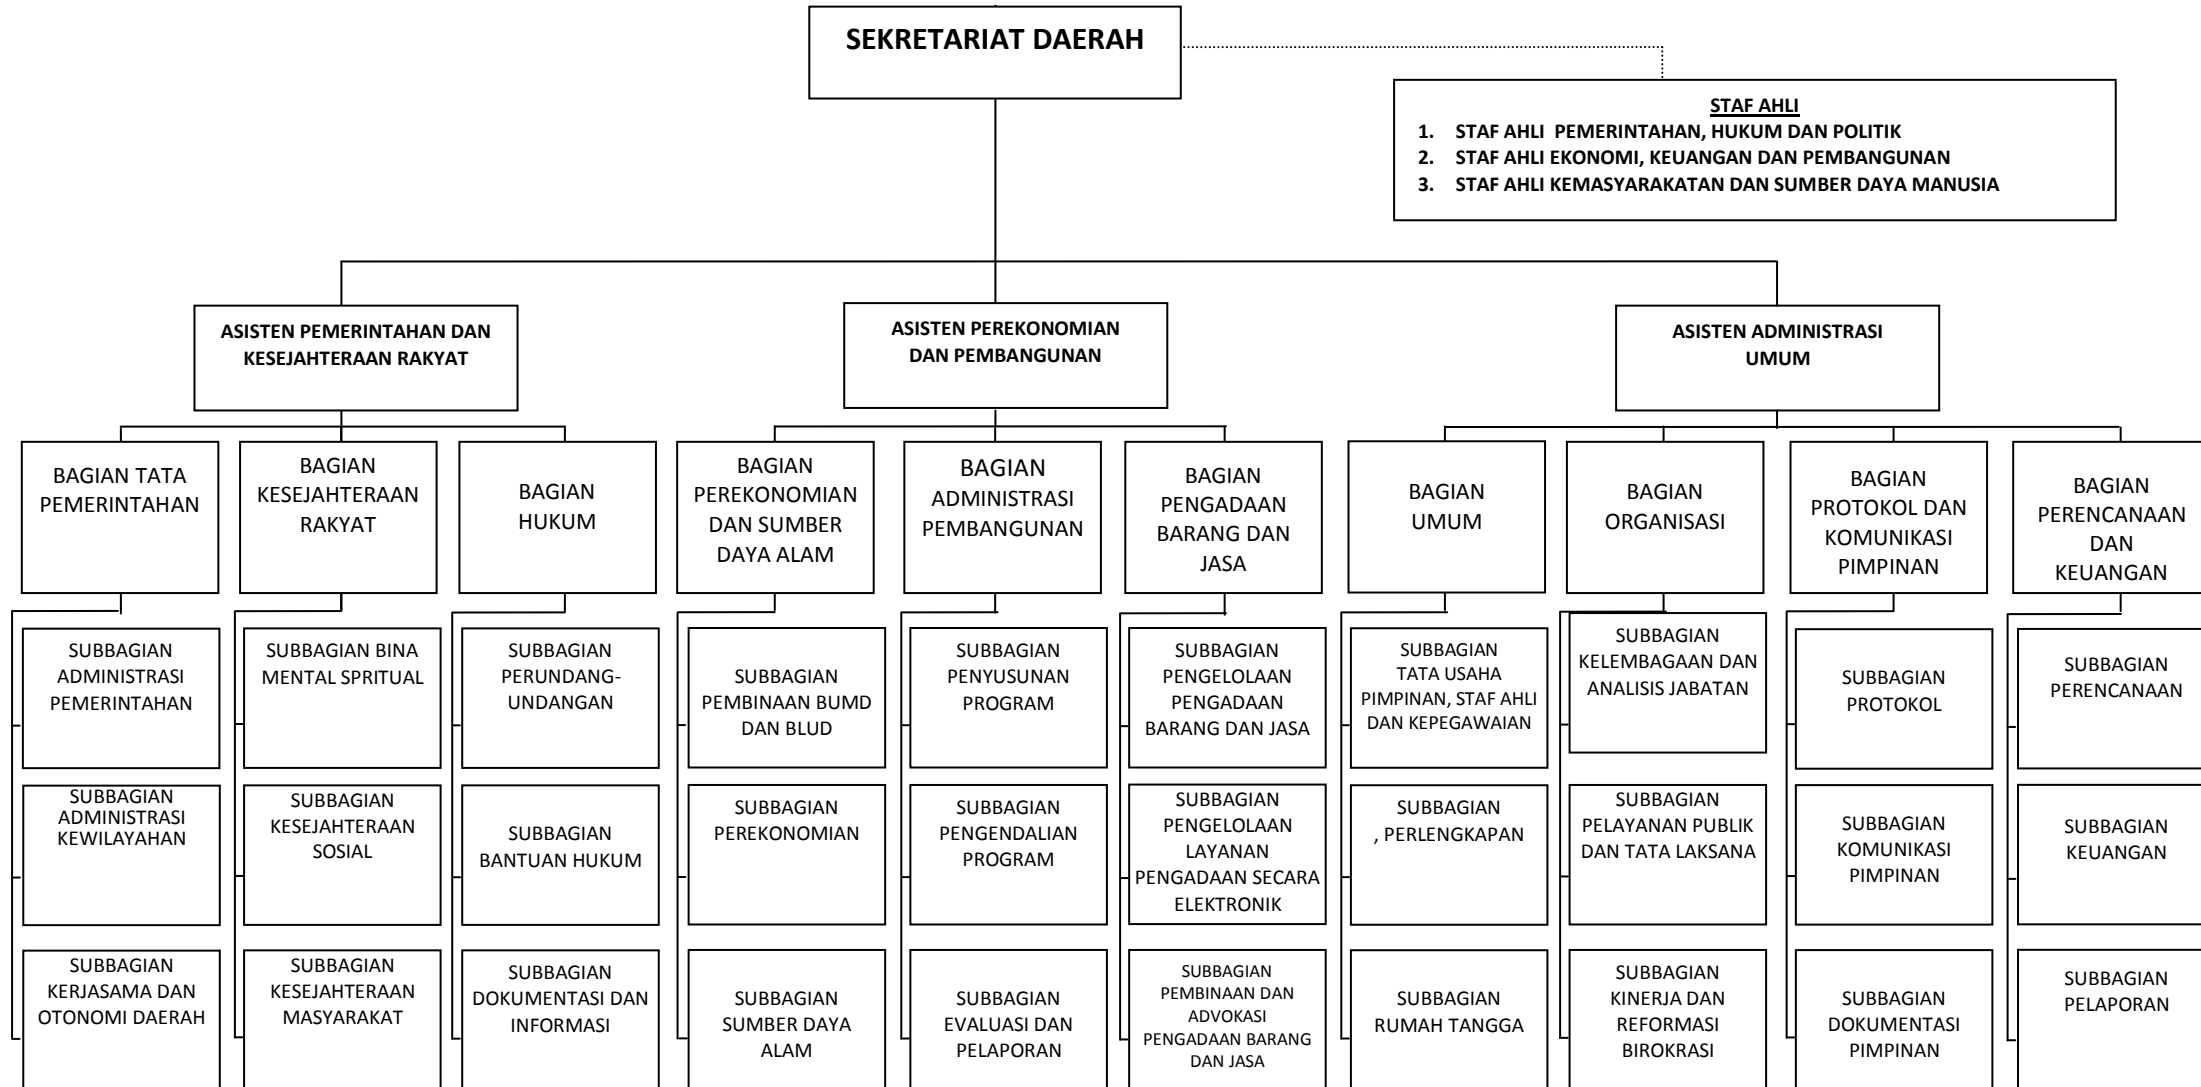 SEKRETARIAT DAERAH
STAF AHLI
1. STAF AHLI PEMERINTAHAN, HUKUM DAN POLITIK
2. STAF AHLI EKONOMI, KEUANGAN DAN PEMBANGUNAN
3. STAF AHLI KEMASYARAKATAN DAN SUMBER DAYA MANUSIA
ASISTEN PEMERINTAHAN DAN
KESEJAHTERAAN RAKYAT
ASISTEN PEREKONOMIAN
DAN PEMBANGUNAN
ASISTEN ADMINISTRASI
UMUM
BAGIAN TATA
PEMERINTAHAN
BAGIAN
KESEJAHTERAAN
RAKYAT
BAGIAN
HUKUM
BAGIAN
PEREKONOMIAN
DAN SUMBER
DAYA ALAM
BAGIAN
ADMINISTRASI
PEMBANGUNAN
BAGIAN
PENGADAAN
BARANG DAN
JASA
BAGIAN
UMUM
BAGIAN
ORGANISASI
BAGIAN
PROTOKOL DAN
KOMUNIKASI
PIMPINAN
BAGIAN
PERENCANAAN
DAN
KEUANGAN
SUBBAGIAN
ADMINISTRASI
PEMERINTAHAN
SUBBAGIAN BINA
MENTAL SPRITUAL
SUBBAGIAN
PERUNDANG-
UNDANGAN
SUBBAGIAN
PEMBINAAN BUMD
DAN BLUD
SUBBAGIAN
PENYUSUNAN
PROGRAM
SUBBAGIAN
PENGELOLAAN
PENGADAAN
BARANG DAN JASA
SUBBAGIAN
TATA USAHA
PIMPINAN, STAF AHLI
DAN KEPEGAWAIAN
SUBBAGIAN
KELEMBAGAAN DAN
ANALISIS JABATAN
SUBBAGIAN
PROTOKOL
SUBBAGIAN
PERENCANAAN
SUBBAGIAN
ADMINISTRASI
KEWILAYAHAN
SUBBAGIAN
KESEJAHTERAAN
SOSIAL
SUBBAGIAN
BANTUAN HUKUM
SUBBAGIAN
PEREKONOMIAN
SUBBAGIAN
PENGENDALIAN
PROGRAM
SUBBAGIAN
PENGELOLAAN
LAYANAN
PENGADAAN SECARA
ELEKTRONIK
SUBBAGIAN
, PERLENGKAPAN
SUBBAGIAN
PELAYANAN PUBLIK
DAN TATA LAKSANA
SUBBAGIAN
KOMUNIKASI
PIMPINAN
SUBBAGIAN
KEUANGAN
SUBBAGIAN
KERJASAMA DAN
OTONOMI DAERAH
SUBBAGIAN
KESEJAHTERAAN
MASYARAKAT
SUBBAGIAN
DOKUMENTASI DAN
INFORMASI
SUBBAGIAN
SUMBER DAYA
ALAM
SUBBAGIAN
EVALUASI DAN
PELAPORAN
SUBBAGIAN
PEMBINAAN DAN
ADVOKASI
PENGADAAN BARANG
DAN JASA
SUBBAGIAN
RUMAH TANGGA
SUBBAGIAN
KINERJA DAN
REFORMASI
BIROKRASI
SUBBAGIAN
DOKUMENTASI
PIMPINAN
SUBBAGIAN
PELAPORAN